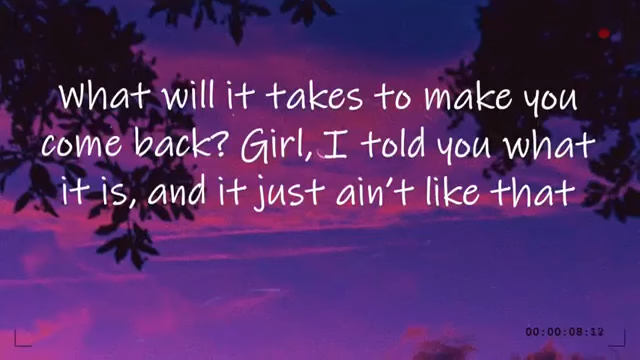 What will it takes to make you
come back? Girl, I told you what
it is, and it just ain't like that
00:00:08:12